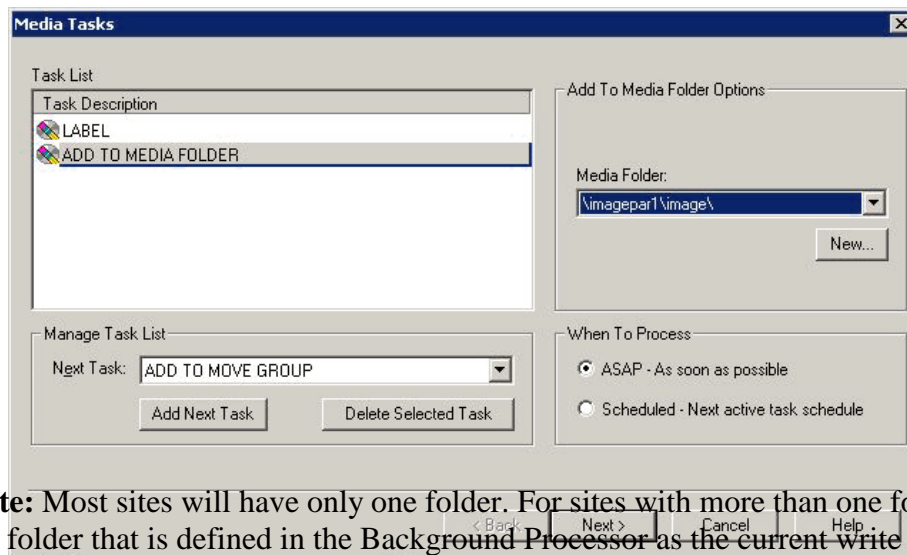 Media Tasks
Task List
Task Description
LABEL
ADD TO MEDIA FOLDER
Add To Media Folder Options
Media Folder:
\imagepar1\image\
New...
Manage Task List
Next Task: ADD TO MOVE GROUP
Add Next Task Delete Selected Task
When To Process
ASAP - As soon as possible
Scheduled - Next active task schedule
< Back Next > Cancel Help
te: Most sites will have only one folder. For sites with more than one fo
folder that is defined in the Background Processor as the current write